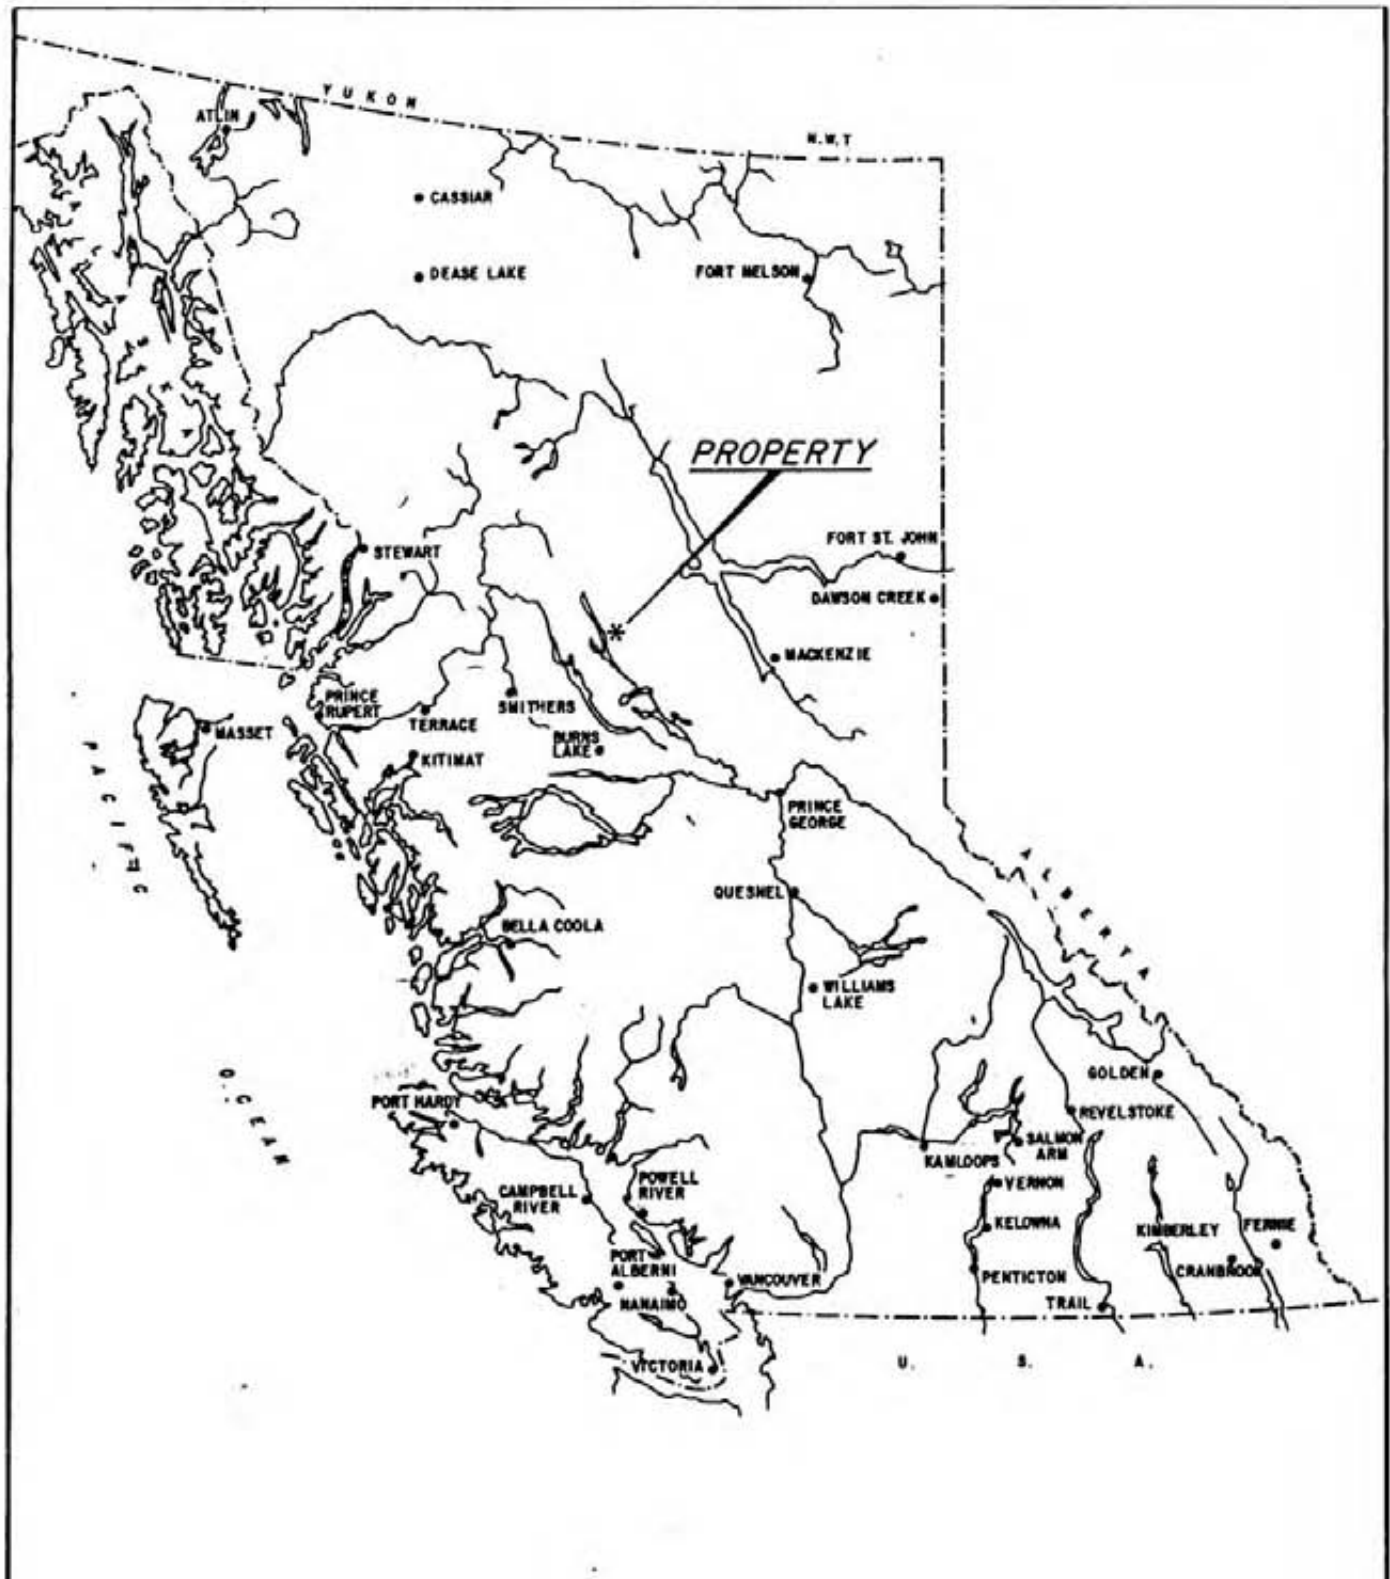 YUKON
ATLIN
N.W.T
CASSIAR
DEASE LAKE
FORT NELSON
PROPERTY
STEWART
FORT ST. JOHN
DAWSON CREEK
*
MACKENZIE
PRINCE
RUPERT
TERRACE
SMITHERS
MASSET
BURNS
LAKE
KITIMAT
PACIFIC
PRINCE
GEORGE
ALBERTA
QUESNEL
BELLA COOLA
WILLIAMS
LAKE
OCEAN
GOLDEN
PORT HARDY
REVELSTOKE
SALMON
ARM
KAMLOOPS
POWELL
RIVER
CAMPBELL
RIVER
VERNON
KELOWNA
KIMBERLEY
FERNIE
PORT
ALBERNI
PENTICTON
CRANBROOK
VANCOUVER
NANAIMO
TRAIL
VICTORIA
U. S. A.